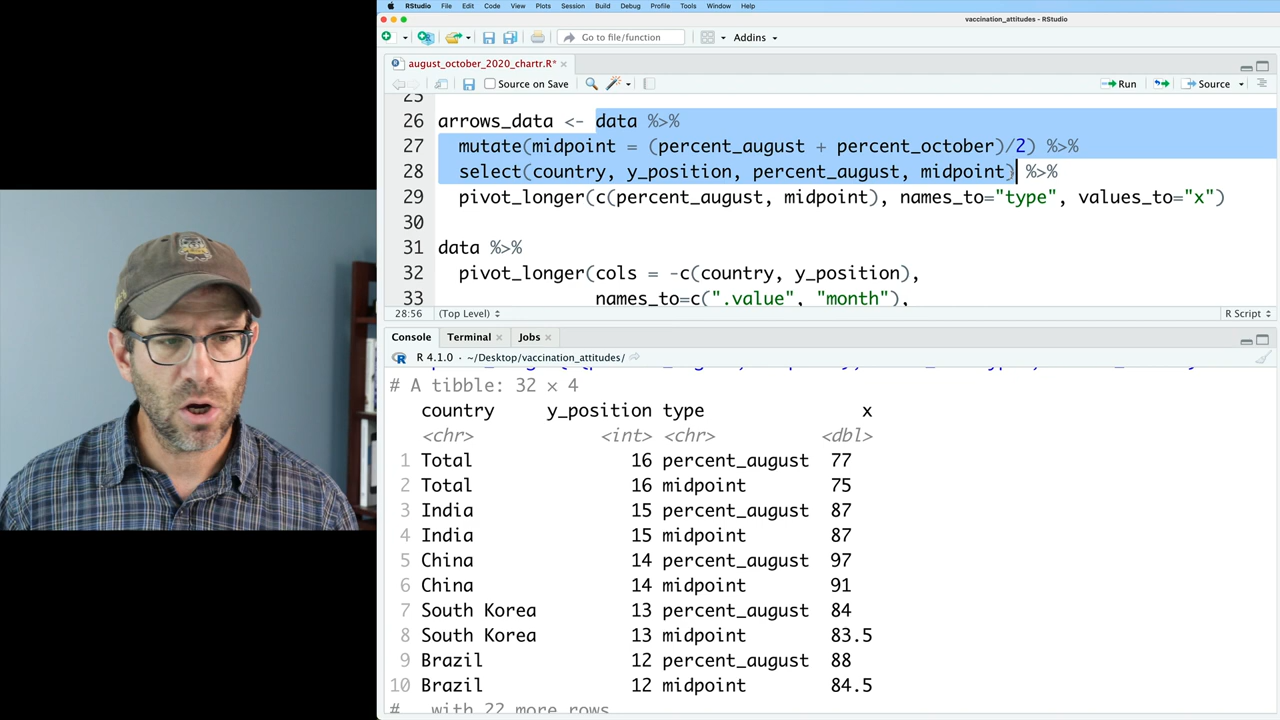 RStudio File Edit Code View Plots Session Build Debug Profile Tools Window Help
vaccination_attitudes - RStudio
Go to file/function Addins
august_october_2020_chartr.R*
Source on Save Run Source
25
26 arrows_data <- data %>%
27 mutate(midpoint = (percent_august + percent_october)/2) %>%
28 select(country, y_position, percent_august, midpoint) %>%
29 pivot_longer(c(percent_august, midpoint), names_to="type", values_to="x")
30
31 data %>%
32 pivot_longer(cols = -c(country, y_position),
33 names_to=c(".value", "month"),
28:56 (Top Level) R Script
Console Terminal Jobs
R 4.1.0 · ~/Desktop/vaccination_attitudes/
# A tibble: 32 × 4
country y_position type x
<chr> <int> <chr> <dbl>
1 Total 16 percent_august 77
2 Total 16 midpoint 75
3 India 15 percent_august 87
4 India 15 midpoint 87
5 China 14 percent_august 97
6 China 14 midpoint 91
7 South Korea 13 percent_august 84
8 South Korea 13 midpoint 83.5
9 Brazil 12 percent_august 88
10 Brazil 12 midpoint 84.5
# with 22 more rows